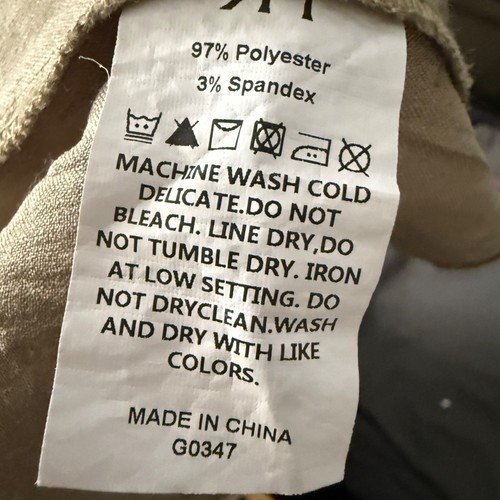 97% Polyester
3% Spandex
MACHINE WASH COLD
DELICATE.DO NOT
BLEACH. LINE DRY,DO
NOT TUMBLE DRY. IRON
AT LOW SETTING. DO
NOT DRYCLEAN.WASH
AND DRY WITH LIKE
COLORS.
MADE IN CHINA
G0347